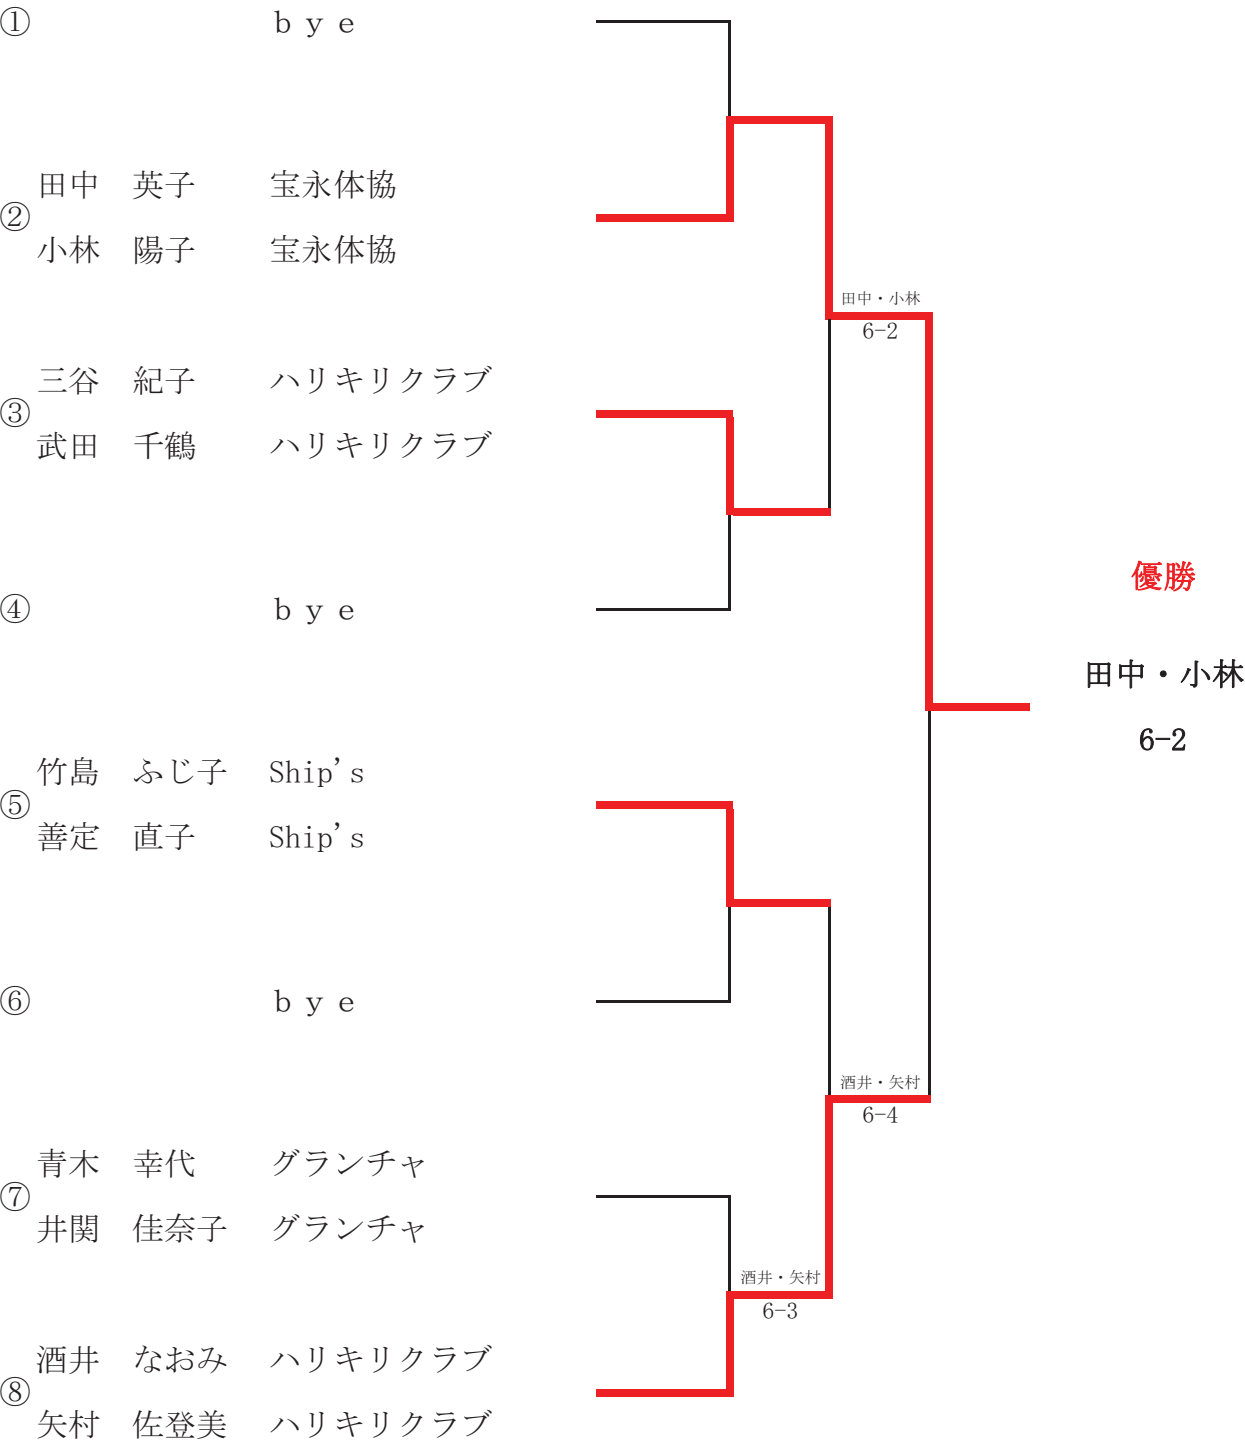 ① ｂｙｅ
田中　英子 宝永体協
②
小林　陽子 宝永体協
田中・小林
6-2
三谷　紀子 ハリキリクラブ
③
武田　千鶴 ハリキリクラブ
優勝
④ ｂｙｅ
田中・小林
6-2
竹島　ふじ子 Ship's
⑤
善定　直子 Ship's
⑥ ｂｙｅ
酒井・矢村
6-4
青木　幸代 グランチャ
⑦
井関　佳奈子 グランチャ
酒井・矢村
6-3
酒井　なおみ ハリキリクラブ
⑧
矢村　佐登美 ハリキリクラブ